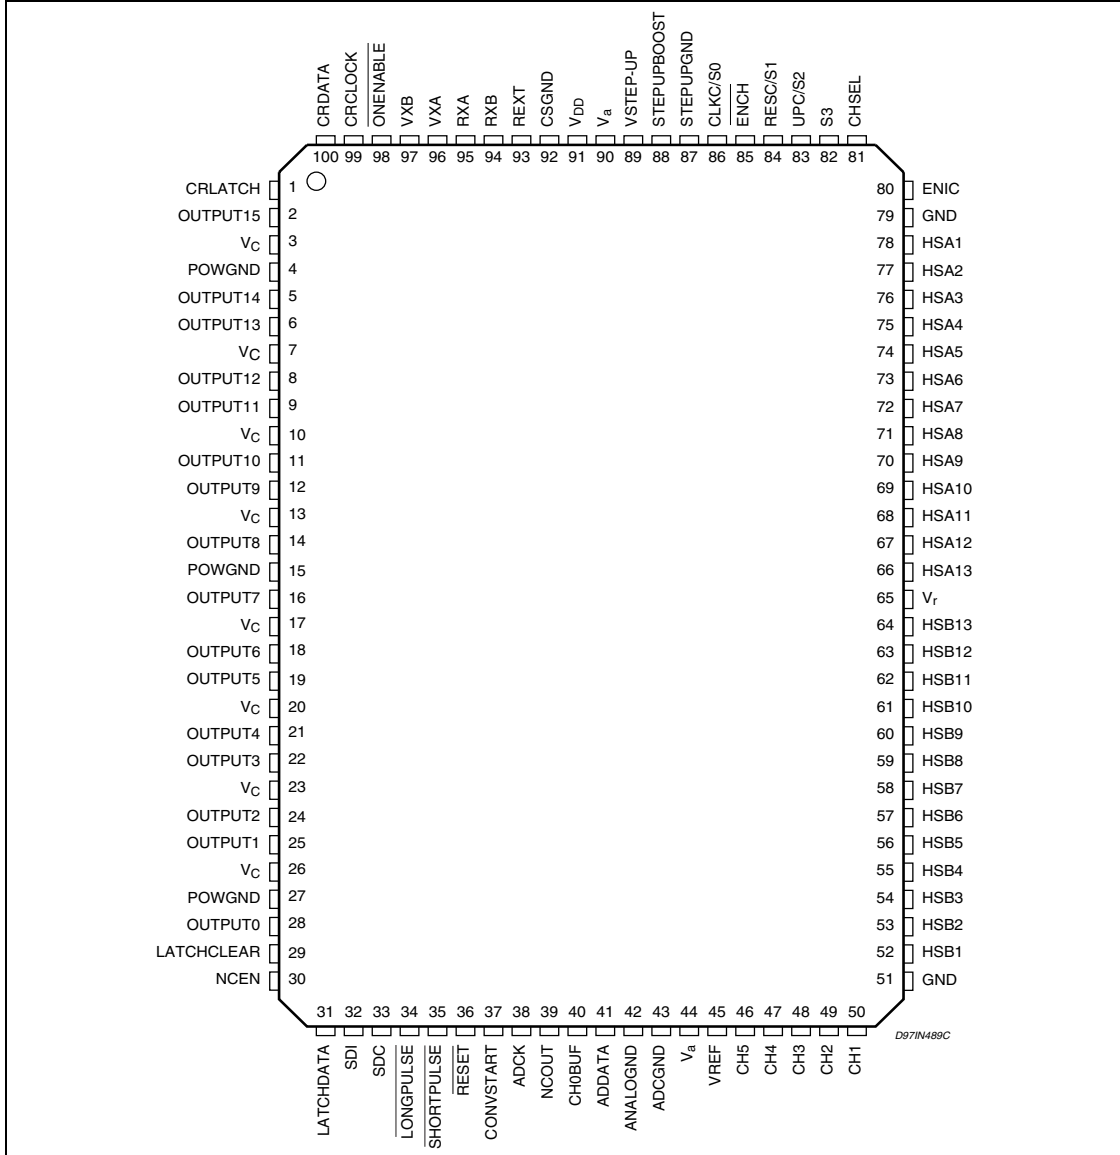 CRDATA
CRCLOCK
ONENABLE
VXB
VXA
RXA
RXB
REXT
CSGND
VDD
Va
VSTEP-UP
STEPUPBOOST
STEPUPGND
CLKC/S0
ENCH
RESC/S1
UPC/S2
S3
CHSEL
100 99 98 97 96 95 94 93 92 91 90 89 88 87 86 85 84 83 82 81
CRLATCH 1
OUTPUT15 2
VC 3
POWGND 4
OUTPUT14 5
OUTPUT13 6
VC 7
OUTPUT12 8
OUTPUT11 9
VC 10
OUTPUT10 11
OUTPUT9 12
VC 13
OUTPUT8 14
POWGND 15
OUTPUT7 16
VC 17
OUTPUT6 18
OUTPUT5 19
VC 20
OUTPUT4 21
OUTPUT3 22
VC 23
OUTPUT2 24
OUTPUT1 25
VC 26
POWGND 27
OUTPUT0 28
LATCHCLEAR 29
NCEN 30
80 ENIC
79 GND
78 HSA1
77 HSA2
76 HSA3
75 HSA4
74 HSA5
73 HSA6
72 HSA7
71 HSA8
70 HSA9
69 HSA10
68 HSA11
67 HSA12
66 HSA13
65 Vr
64 HSB13
63 HSB12
62 HSB11
61 HSB10
60 HSB9
59 HSB8
58 HSB7
57 HSB6
56 HSB5
55 HSB4
54 HSB3
53 HSB2
52 HSB1
51 GND
31 32 33 34 35 36 37 38 39 40 41 42 43 44 45 46 47 48 49 50
LATCHDATA
SDI
SDC
LONGPULSE
SHORTPULSE
RESET
CONVSTART
ADCK
NCOUT
CH0BUF
ADDATA
ANALOGND
ADCGND
Va
VREF
CH5
CH4
CH3
CH2
CH1
D97IN489C